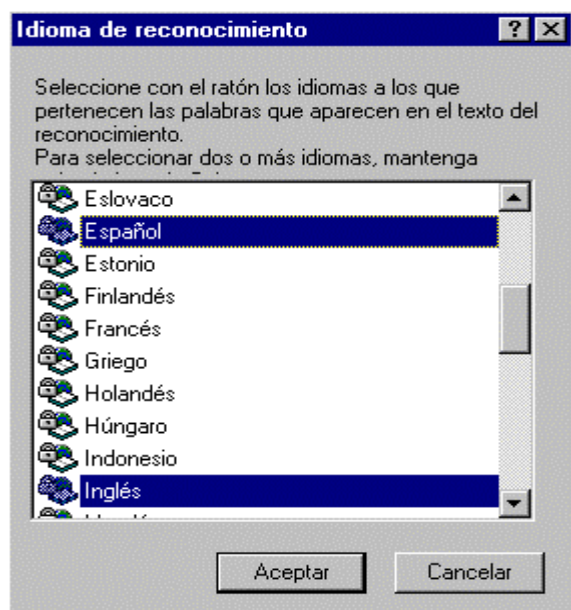 Idioma de reconocimiento
Seleccione con el ratón los idiomas a los que
pertenecen las palabras que aparecen en el texto del
reconocimiento.
Para seleccionar dos o más idiomas, mantenga
Eslovaco
Español
Estonio
Finlandés
Francés
Griego
Holandés
Húngaro
Indonesio
Inglés
Aceptar
Cancelar